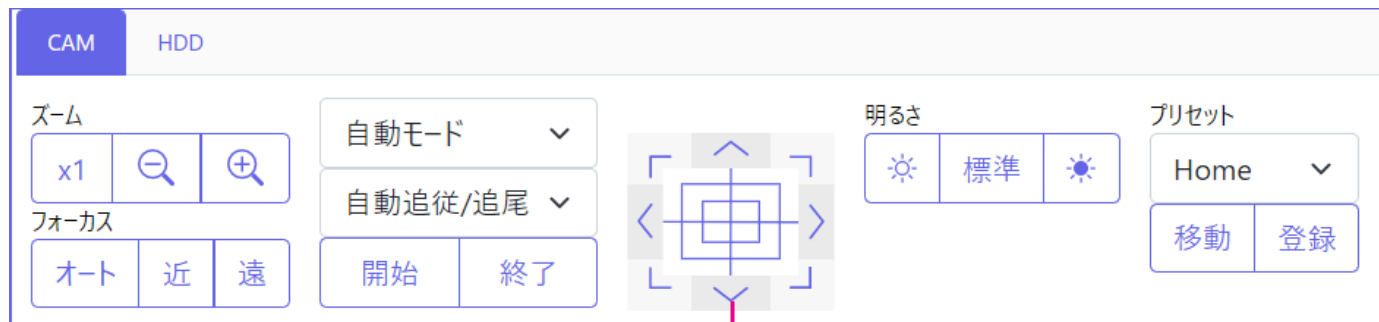 CAM HDD
ズーム
x1
フォーカス
オート 近 遠
自動モード
自動追従/追尾
開始 終了
明るさ
標準
プリセット
Home
移動 登録